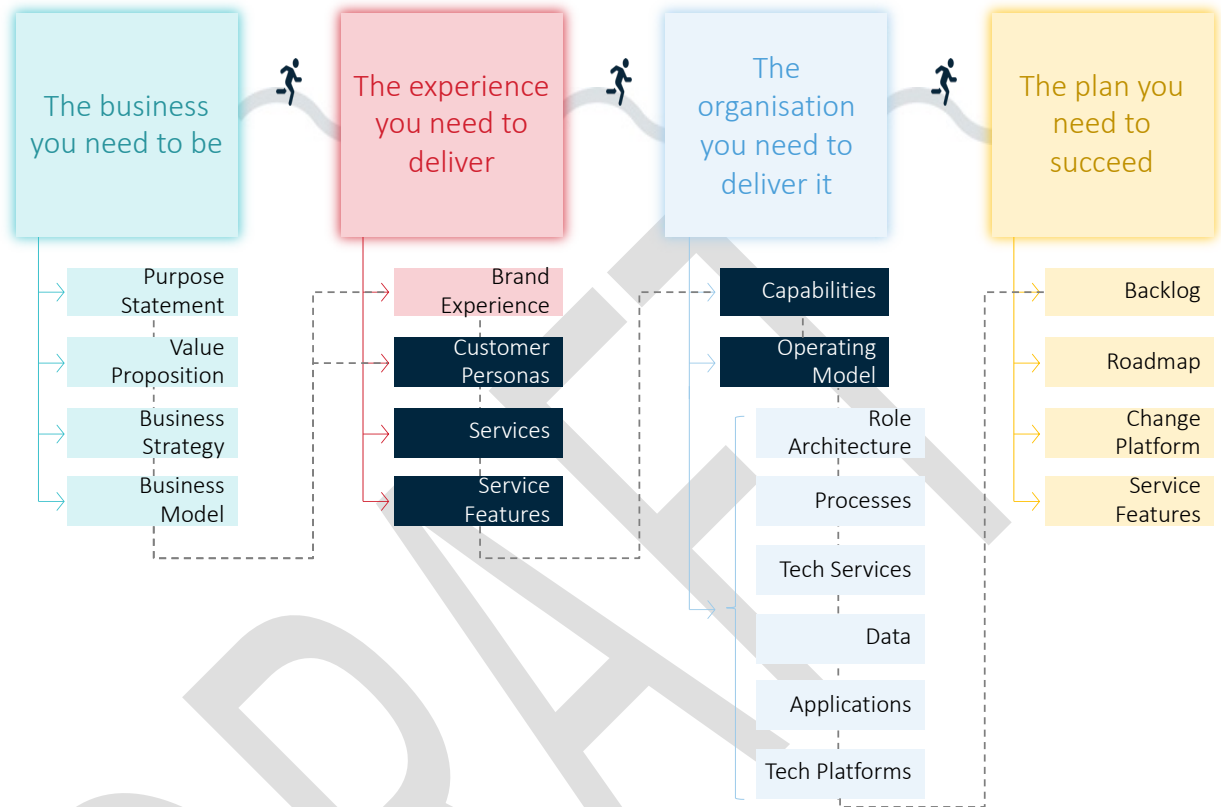 The business
you need to be
The experience
you need to
deliver
The
organisation
you need to
deliver it
The plan you
need to
succeed
Purpose
Statement
Value
Proposition
Business
Strategy
Business
Model
Brand
Experience
Customer
Personas
Services
Service
Features
Capabilities
Operating
Model
Role
Architecture
Processes
Tech Services
Data
Applications
Tech Platforms
Backlog
Roadmap
Change
Platform
Service
Features
DRAFT